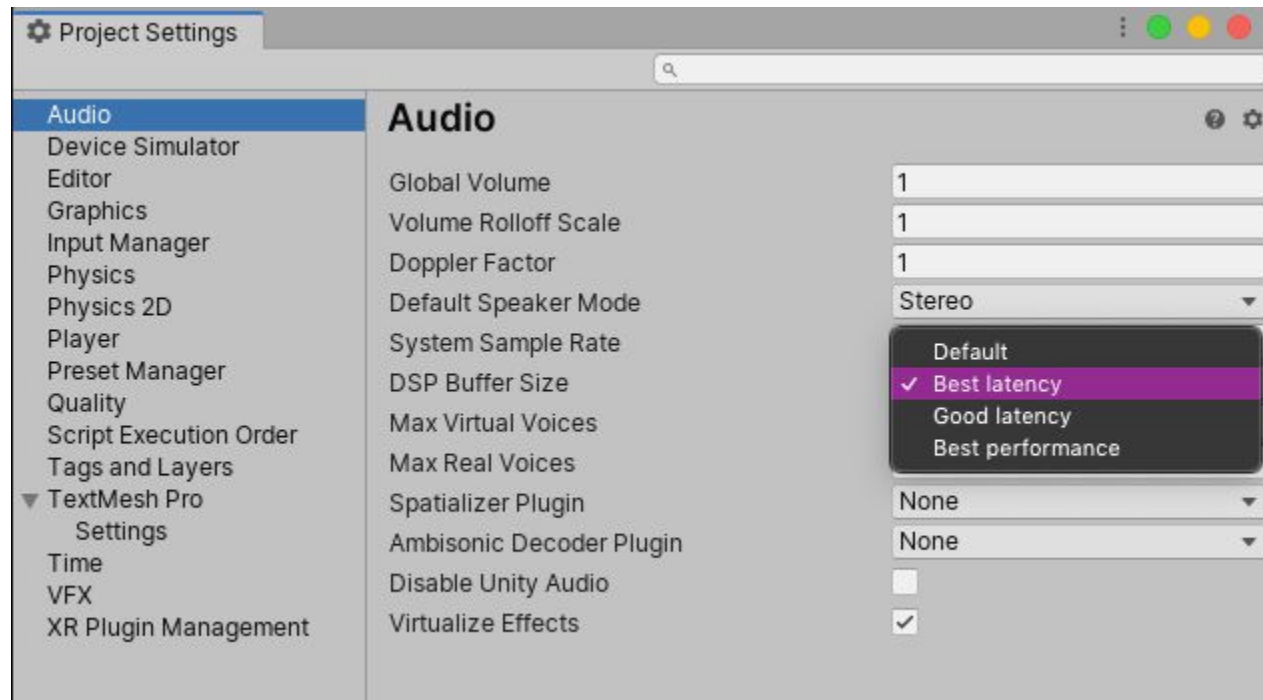 Project Settings
Audio
Device Simulator
Editor
Graphics
Input Manager
Physics
Physics 2D
Player
Preset Manager
Quality
Script Execution Order
Tags and Layers
TextMesh Pro
Settings
Time
VFX
XR Plugin Management
Audio
Global Volume 1
Volume Rolloff Scale 1
Doppler Factor 1
Default Speaker Mode Stereo
System Sample Rate
DSP Buffer Size
Max Virtual Voices
Max Real Voices
Default
Best latency
Good latency
Best performance
Spatializer Plugin None
Ambisonic Decoder Plugin None
Disable Unity Audio
Virtualize Effects